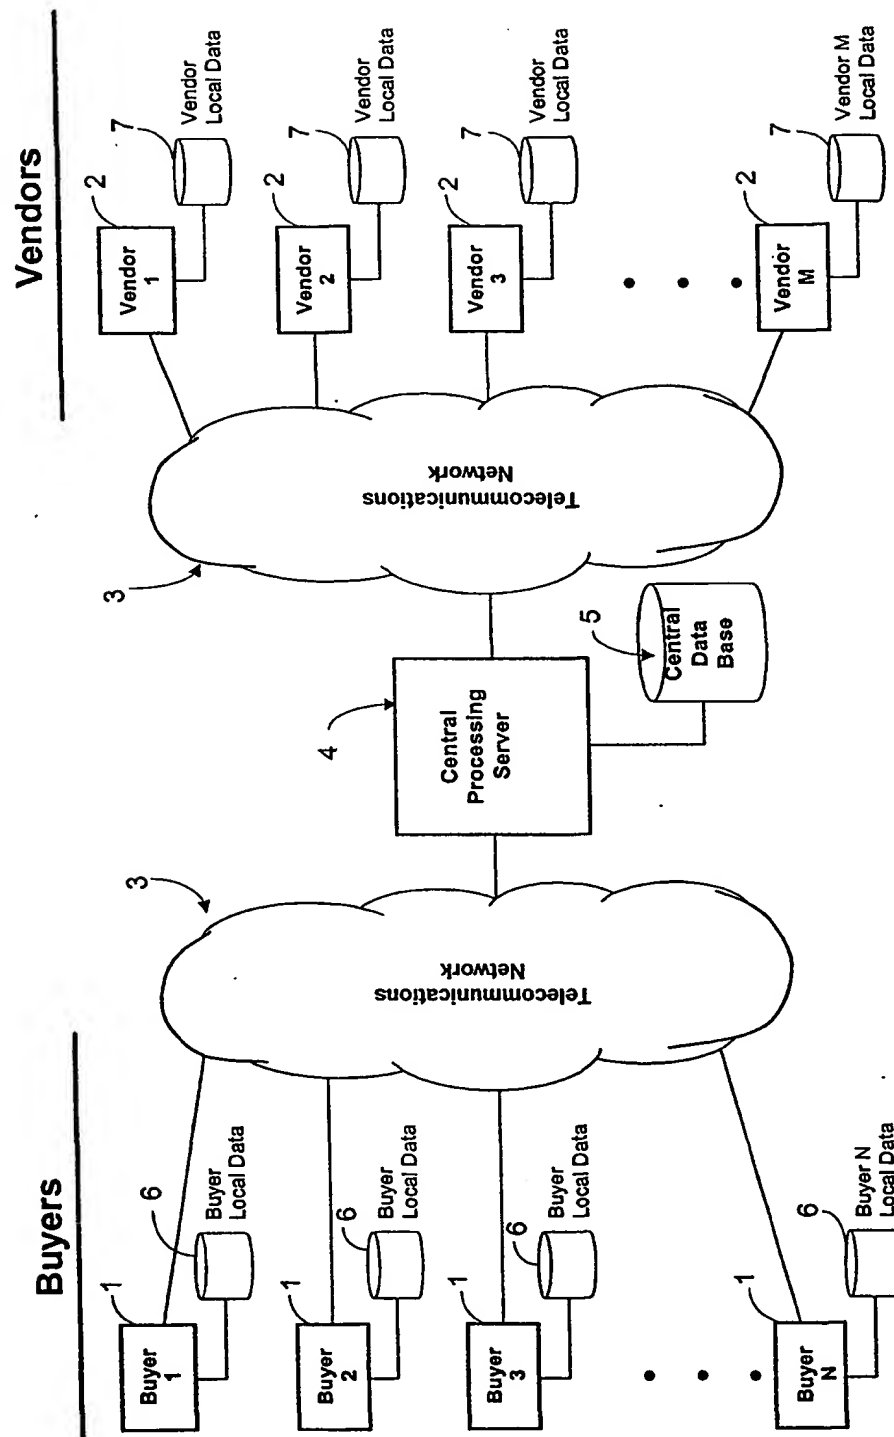 Buyers
Vendors
Buyer
1
1
6
Buyer
Local Data
Buyer
2
1
6
Buyer
Local Data
Buyer
3
1
6
Buyer
Local Data
Buyer
N
1
6
Buyer N
Local Data
3
Telecommunications
Network
4
Central
Processing
Server
5
Central
Data
Base
3
Telecommunications
Network
Vendor
1
2
7
Vendor
Local Data
Vendor
2
2
7
Vendor
Local Data
Vendor
3
2
7
Vendor
Local Data
Vendor
M
2
7
Vendor M
Local Data